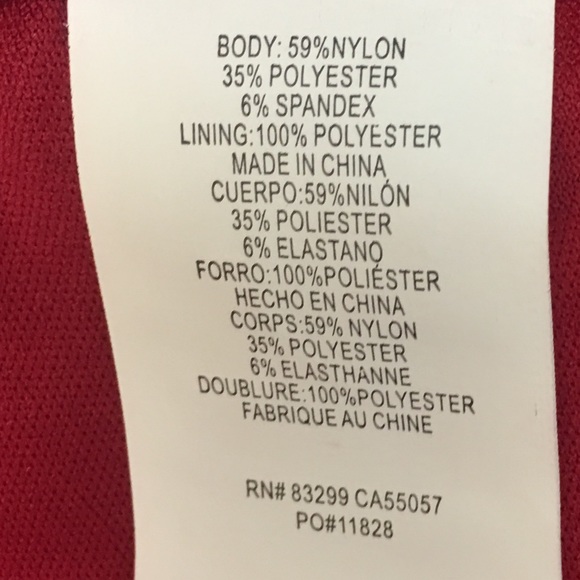 BODY: 59%NYLON
35% POLYESTER
6% SPANDEX
LINING:100% POLYESTER
MADE IN CHINA
CUERPO:59%NILÓN
35% POLIESTER
6% ELASTANO
FORRO:100%POLIÉSTER
HECHO EN CHINA
CORPS:59% NYLON
35% POLYESTER
6% ELASTHANNE
DOUBLURE:100%POLYESTER
FABRIQUE AU CHINE
RN# 83299 CA55057
PO#11828